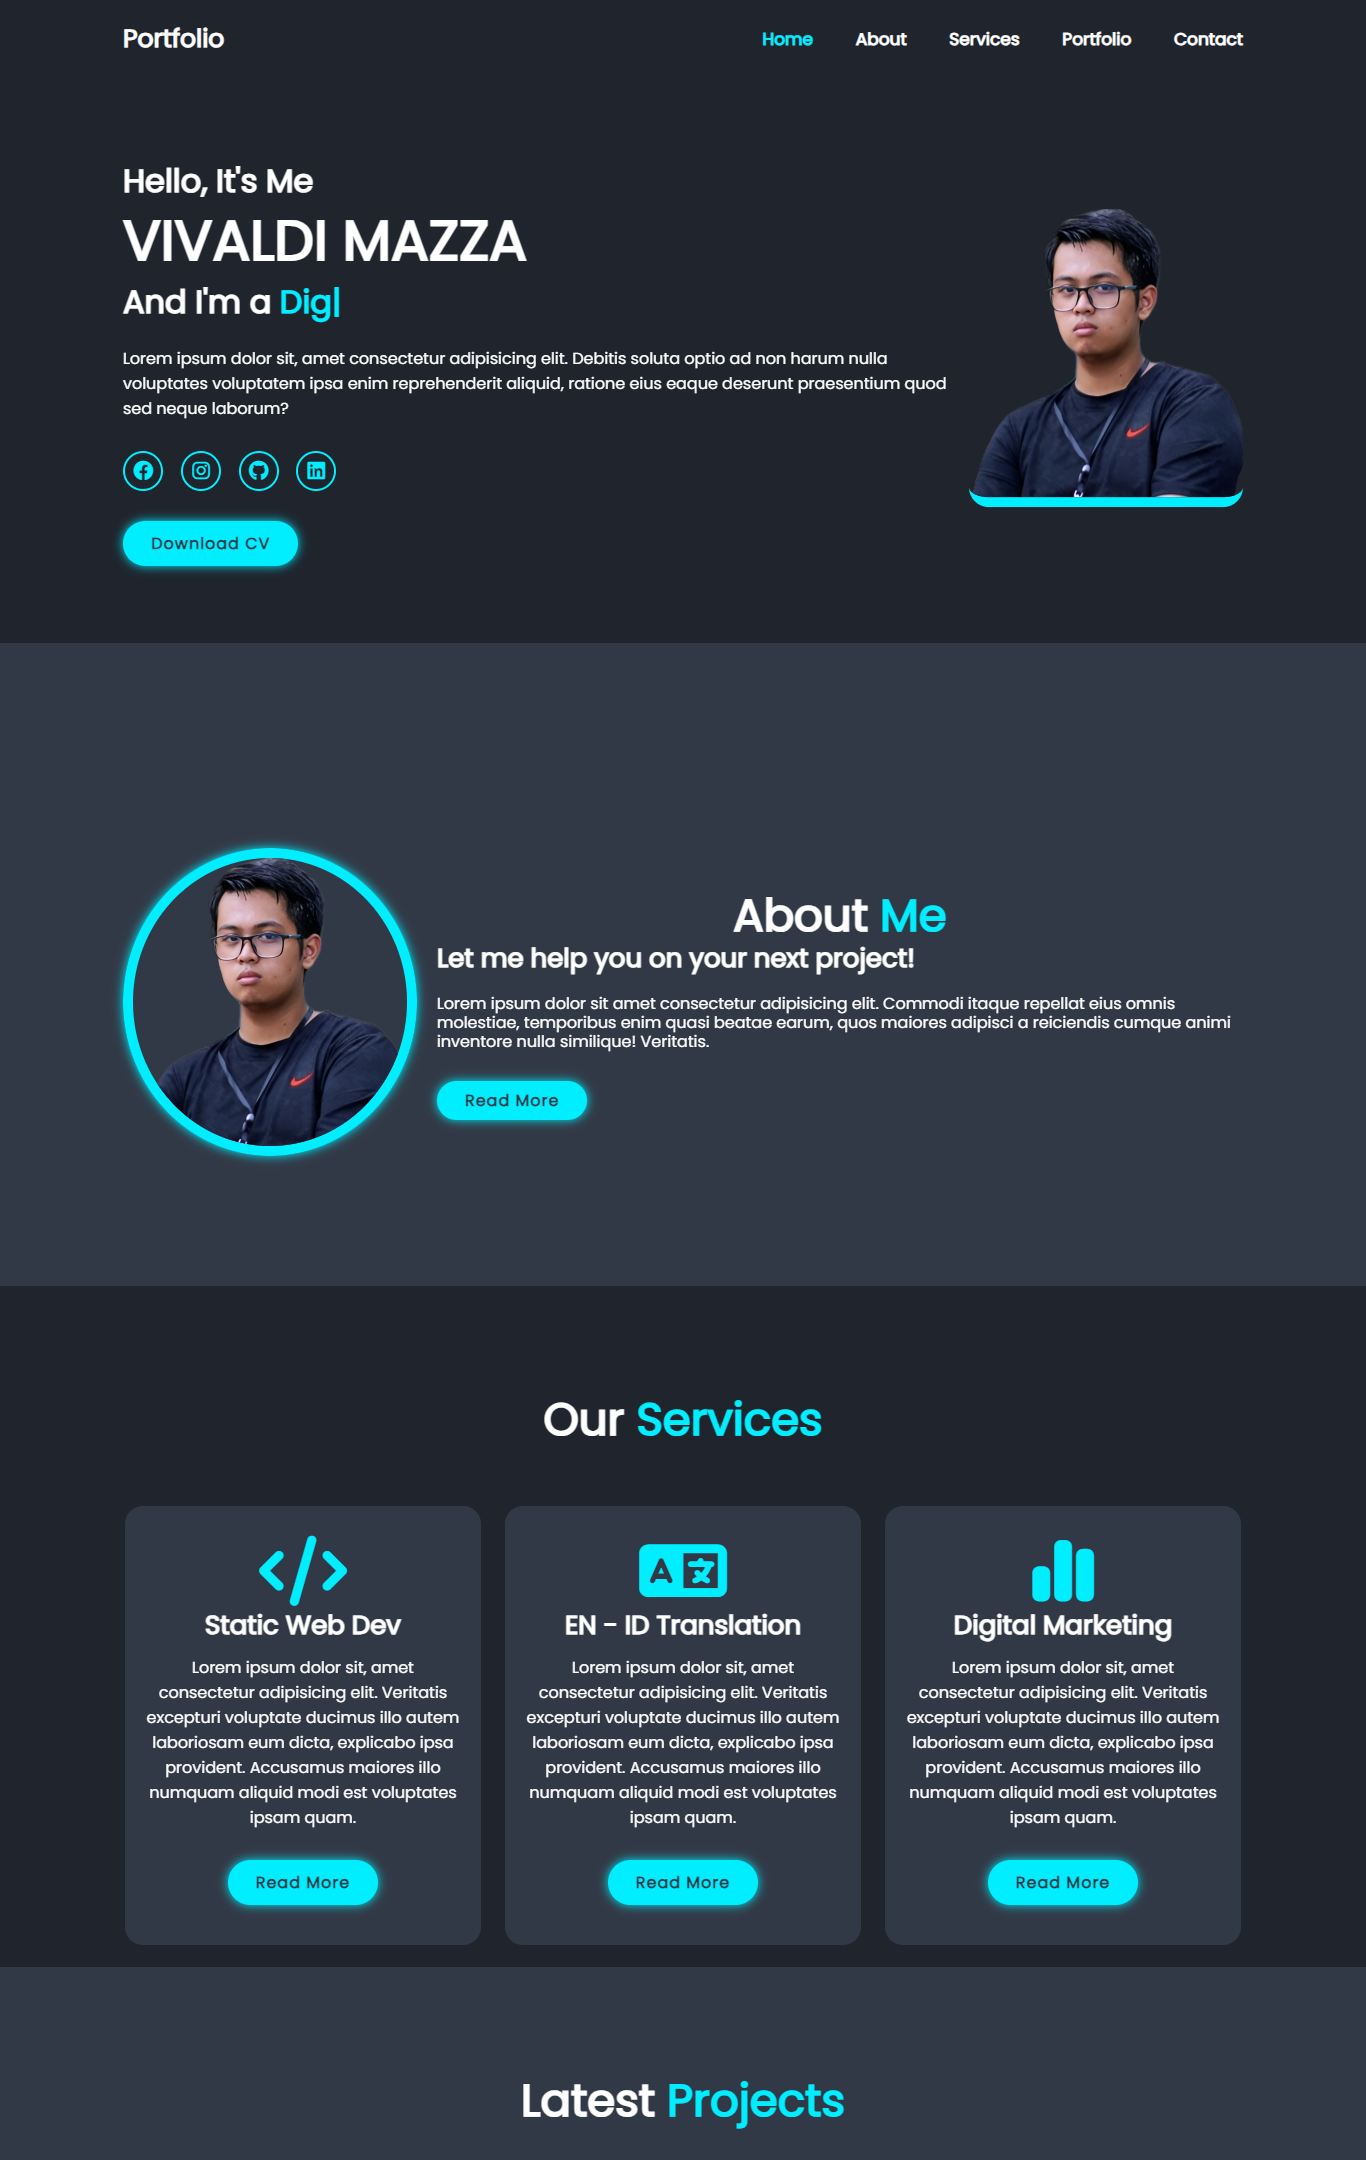 Portfolio
Home About Services Portfolio Contact
Hello, It's Me
VIVALDI MAZZA
And I'm a Dig|
Lorem ipsum dolor sit, amet consectetur adipisicing elit. Debitis soluta optio ad non harum nulla
voluptates voluptatem ipsa enim reprehenderit aliquid, ratione eius eaque deserunt praesentium quod
sed neque laborum?
Download CV
About Me
Let me help you on your next project!
Lorem ipsum dolor sit amet consectetur adipisicing elit. Commodi itaque repellat eius omnis
molestiae, temporibus enim quasi beatae earum, quos maiores adipisci a reiciendis cumque animi
inventore nulla similique! Veritatis.
Read More
Our Services
Static Web Dev
Lorem ipsum dolor sit, amet
consectetur adipisicing elit. Veritatis
excepturi voluptate ducimus illo autem
laboriosam eum dicta, explicabo ipsa
provident. Accusamus maiores illo
numquam aliquid modi est voluptates
ipsam quam.
Read More
EN - ID Translation
Lorem ipsum dolor sit, amet
consectetur adipisicing elit. Veritatis
excepturi voluptate ducimus illo autem
laboriosam eum dicta, explicabo ipsa
provident. Accusamus maiores illo
numquam aliquid modi est voluptates
ipsam quam.
Read More
Digital Marketing
Lorem ipsum dolor sit, amet
consectetur adipisicing elit. Veritatis
excepturi voluptate ducimus illo autem
laboriosam eum dicta, explicabo ipsa
provident. Accusamus maiores illo
numquam aliquid modi est voluptates
ipsam quam.
Read More
Latest Projects